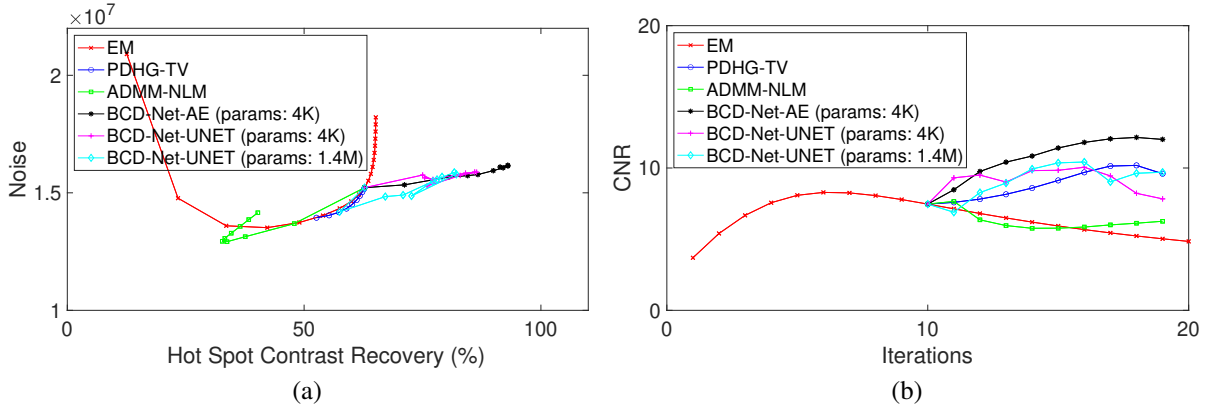 ×10⁷
2
1.5
1
Noise
EM
PDHG-TV
ADMM-NLM
BCD-Net-AE (params: 4K)
BCD-Net-UNET (params: 4K)
BCD-Net-UNET (params: 1.4M)
0 50 100
Hot Spot Contrast Recovery (%)
(a)
20
10
0
CNR
EM
PDHG-TV
ADMM-NLM
BCD-Net-AE (params: 4K)
BCD-Net-UNET (params: 4K)
BCD-Net-UNET (params: 1.4M)
0 10 20
Iterations
(b)